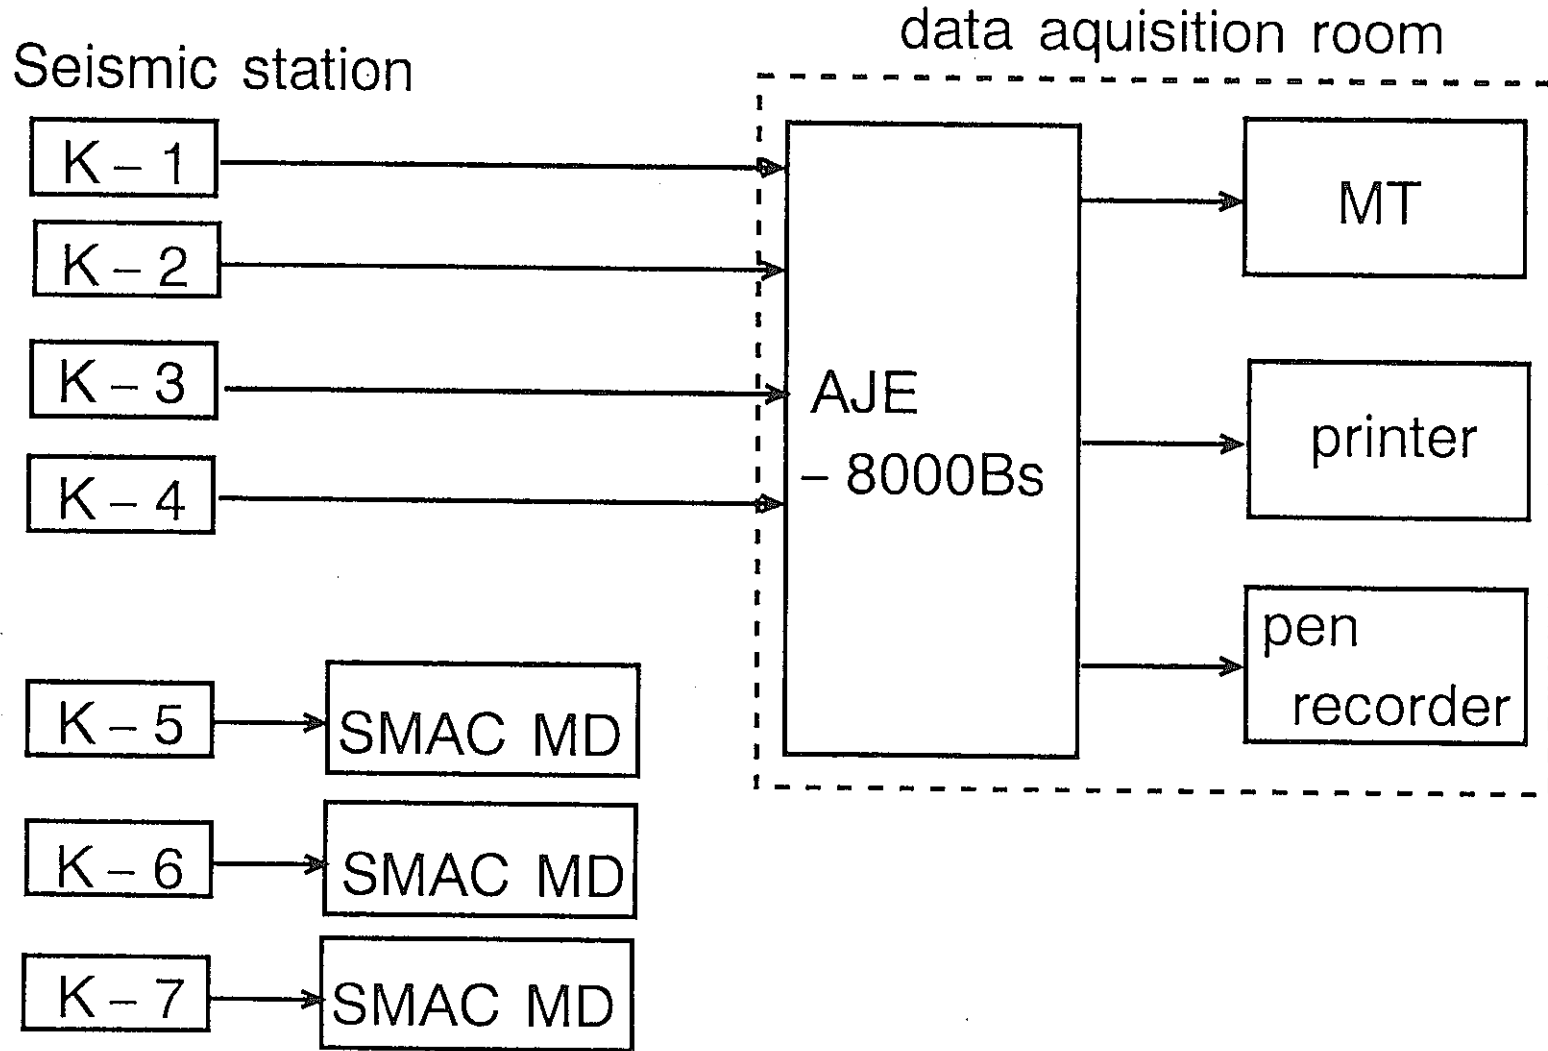 data aquisition room
Seismic station
K – 1
K – 2
K – 3
K – 4
AJE
– 8000Bs
MT
printer
pen
recorder
K – 5
SMAC MD
K – 6
SMAC MD
K – 7
SMAC MD